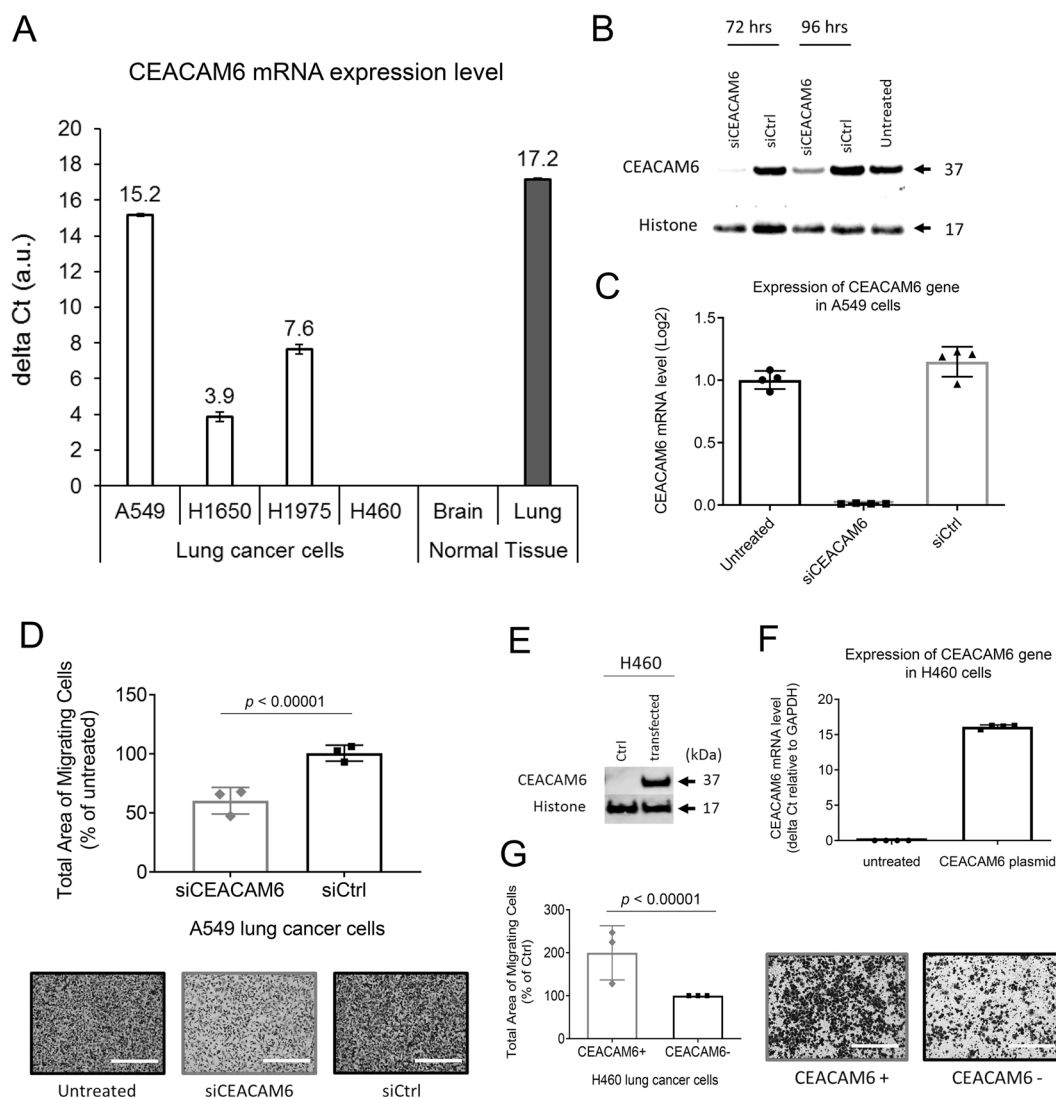 A
CEACAM6 mRNA expression level
delta Ct (a.u.)
20
18
16
14
12
10
8
6
4
2
0
15.2
3.9
7.6
17.2
A549 H1650 H1975 H460 Brain Lung
Lung cancer cells Normal Tissue
B
72 hrs 96 hrs
siCEACAM6 siCtrl siCEACAM6 siCtrl Untreated
CEACAM6 37
Histone 17
C
Expression of CEACAM6 gene
in A549 cells
CEACAM6 mRNA level (Log2)
1.5
1.0
0.5
0.0
Untreated siCEACAM6 siCtrl
D
Total Area of Migrating Cells
(% of untreated)
150
100
50
0
p < 0.00001
siCEACAM6 siCtrl
A549 lung cancer cells
Untreated siCEACAM6 siCtrl
E
H460
Ctrl transfected (kDa)
CEACAM6 37
Histone 17
F
Expression of CEACAM6 gene
in H460 cells
CEACAM6 mRNA level
(delta Ct relative to GAPDH)
20
15
10
5
0
untreated CEACAM6 plasmid
G
Total Area of Migrating Cells
(% of Ctrl)
300
200
100
0
p < 0.00001
CEACAM6+ CEACAM6-
H460 lung cancer cells
CEACAM6 + CEACAM6 -